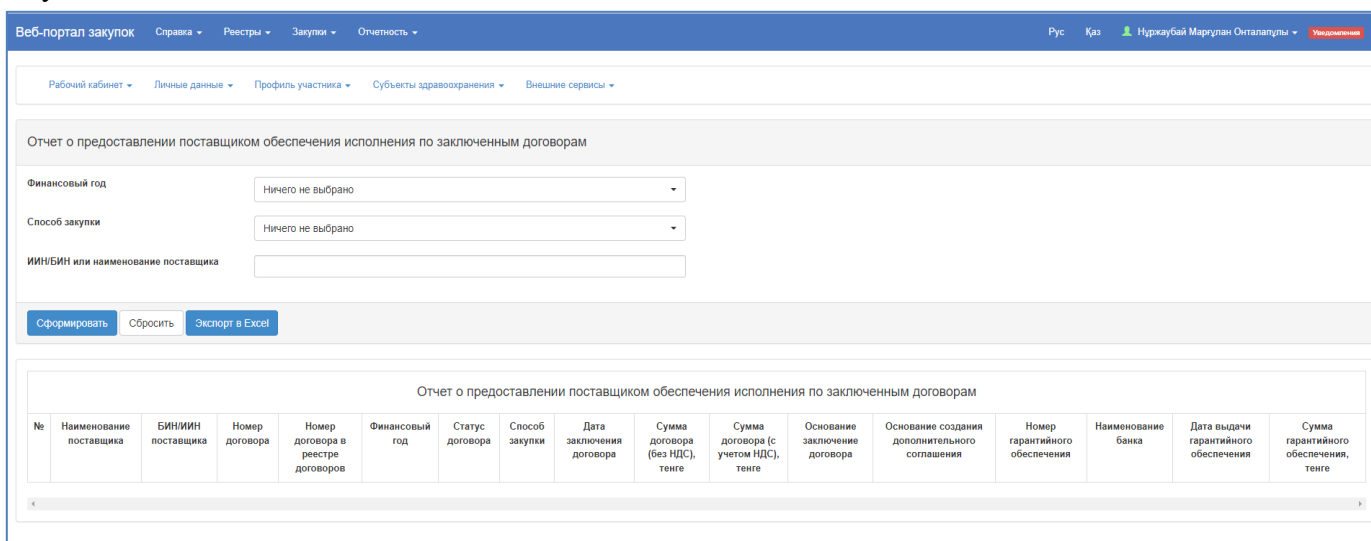 Веб-портал закупок Справка Реестры Закупки Отчетность Рус Қаз Нұржаубай Марғұлан Онталапұлы Уведомления
Рабочий кабинет Личные данные Профиль участника Субъекты здравоохранения Внешние сервисы
Отчет о предоставлении поставщиком обеспечения исполнения по заключенным договорам
Финансовый год Ничего не выбрано
Способ закупки Ничего не выбрано
ИИН/БИН или наименование поставщика
Сформировать Сбросить Экспорт в Excel
Отчет о предоставлении поставщиком обеспечения исполнения по заключенным договорам
№ Наименование поставщика БИН/ИИН поставщика Номер договора Номер договора в реестре договоров Финансовый год Статус договора Способ закупки Дата заключения договора Сумма договора (без НДС), тенге Сумма договора (с учетом НДС), тенге Основание заключение договора Основание создания дополнительного соглашения Номер гарантийного обеспечения Наименование банка Дата выдачи гарантийного обеспечения Сумма гарантийного обеспечения, тенге